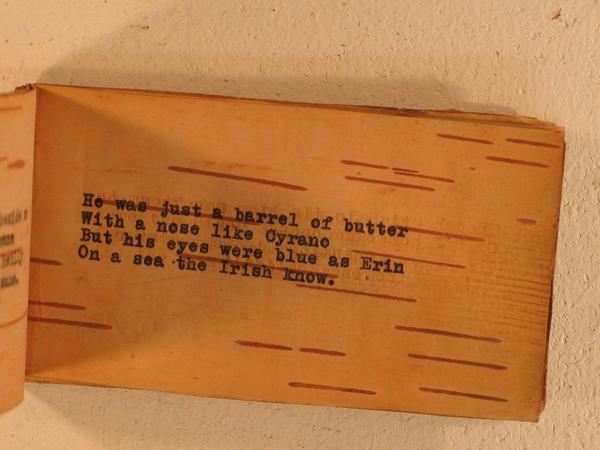 He was just a barrel of butter
With a nose like Cyrano
But his eyes were blue as Erin
On a sea the Irish know.